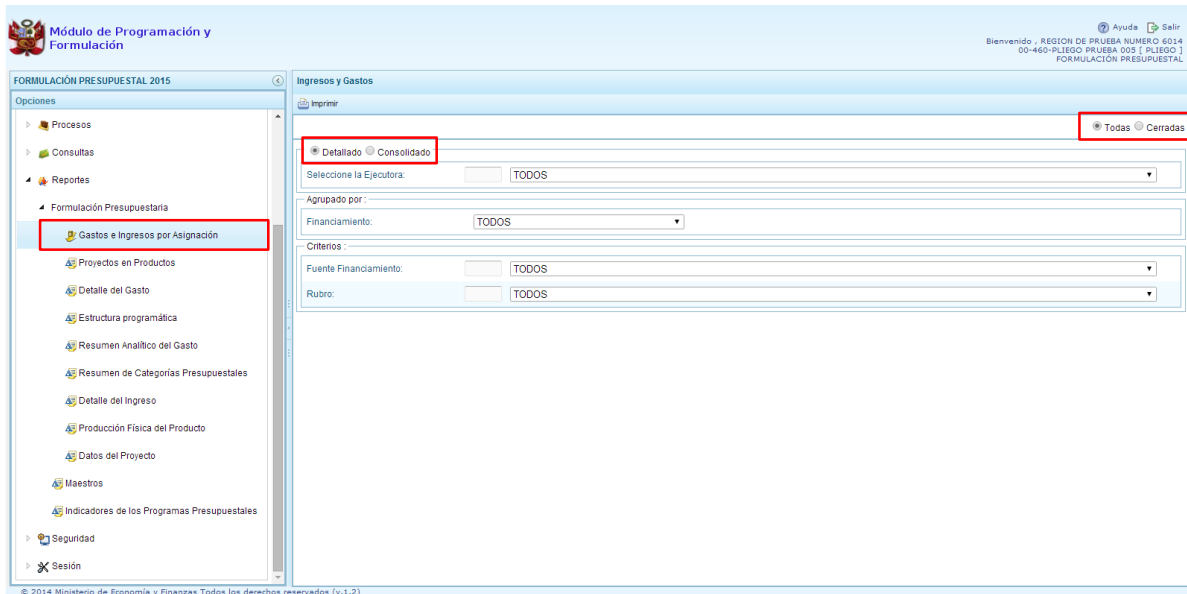 Módulo de Programación y
Formulación
Ayuda Salir
Bienvenido , REGION DE PRUEBA NUMERO 6014
00-460-PLIEGO PRUEBA 005 [ PLIEGO ]
FORMULACIÓN PRESUPUESTAL
FORMULACIÓN PRESUPUESTAL 2015
Opciones
Procesos
Consultas
Reportes
Formulación Presupuestaria
Gastos e Ingresos por Asignación
Proyectos en Productos
Detalle del Gasto
Estructura programática
Resumen Analítico del Gasto
Resumen de Categorías Presupuestales
Detalle del Ingreso
Producción Física del Producto
Datos del Proyecto
Maestros
Indicadores de los Programas Presupuestales
Seguridad
Sesión
Ingresos y Gastos
Imprimir
Todas Cerradas
Detallado Consolidado
Seleccione la Ejecutora: TODOS
Agrupado por :
Financiamiento: TODOS
Criterios :
Fuente Financiamiento: TODOS
Rubro: TODOS
© 2014 Ministerio de Economía y Finanzas Todos los derechos reservados (v.1.2)